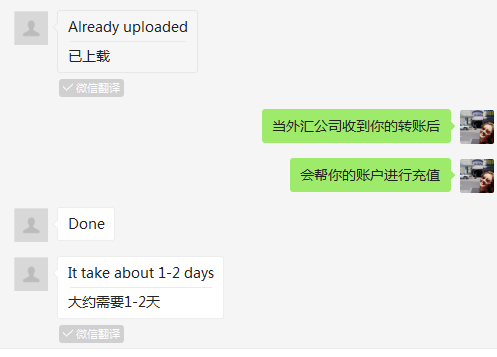 Already uploaded
已上载
微信翻译
当外汇公司收到你的转账后
会帮你的账户进行充值
Done
It take about 1-2 days
大约需要1-2天
微信翻译